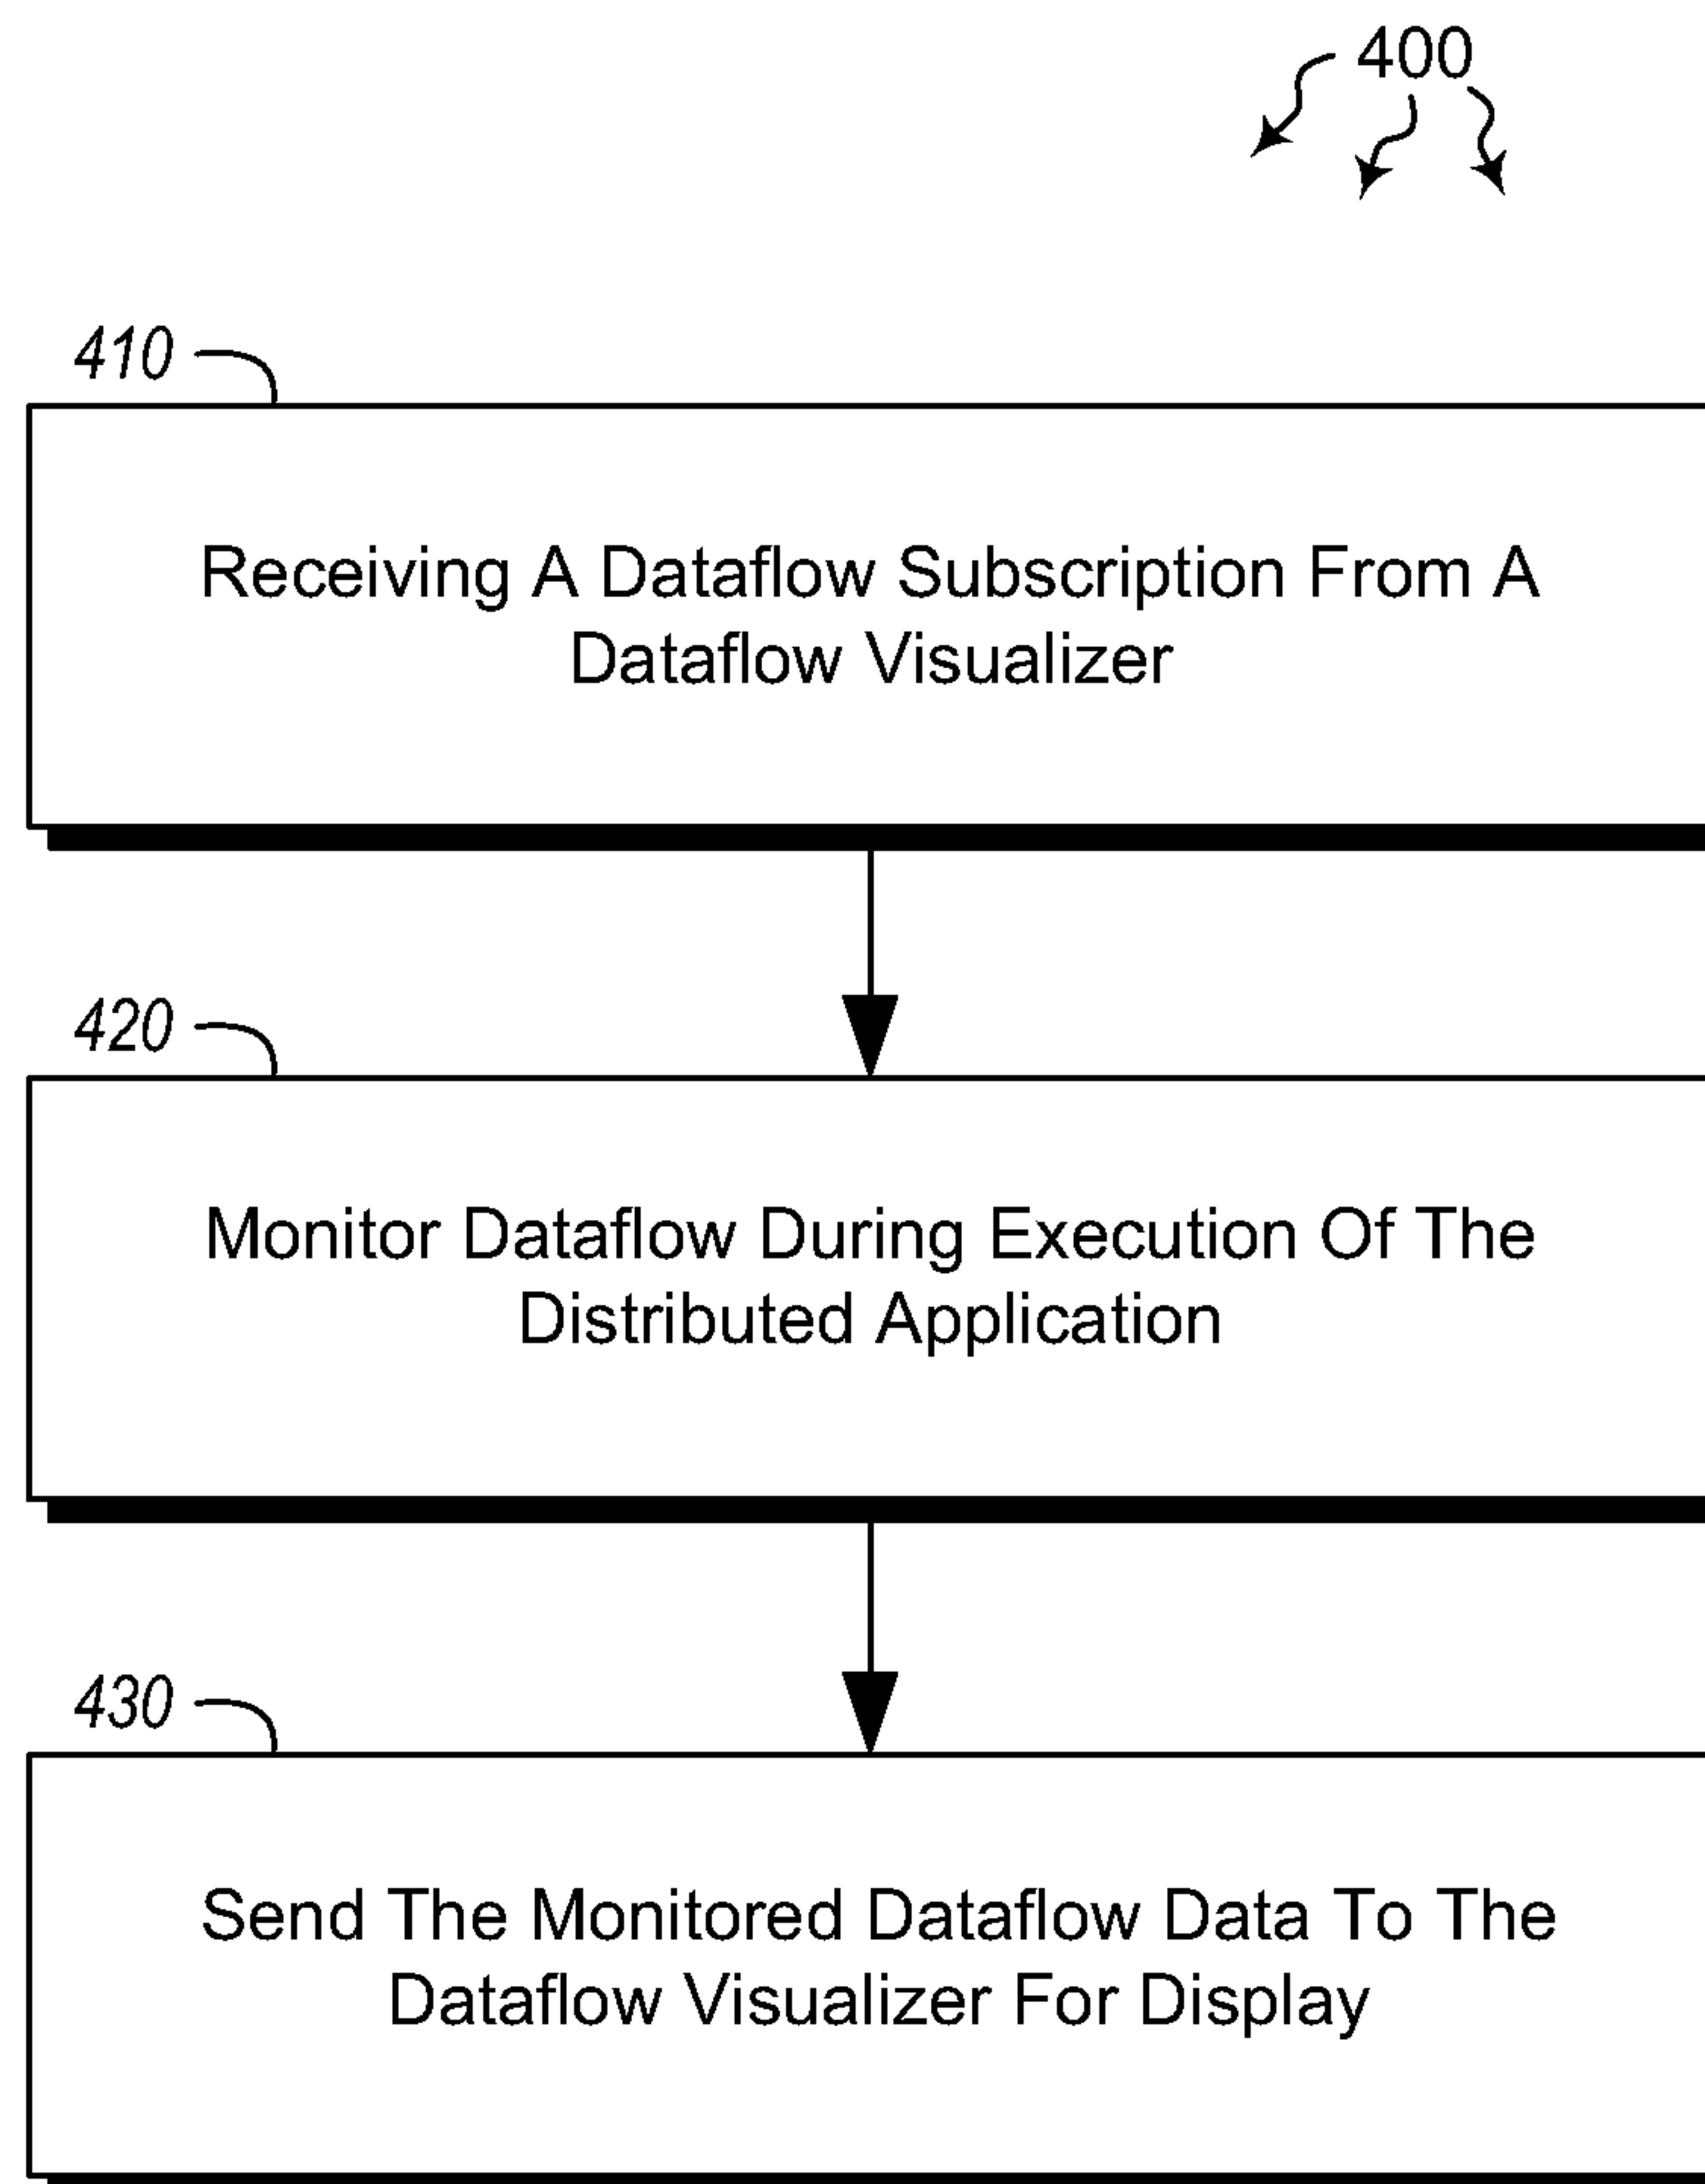 400
410
Receiving A Dataflow Subscription From A
Dataflow Visualizer
420
Monitor Dataflow During Execution Of The
Distributed Application
430
Send The Monitored Dataflow Data To The
Dataflow Visualizer For Display